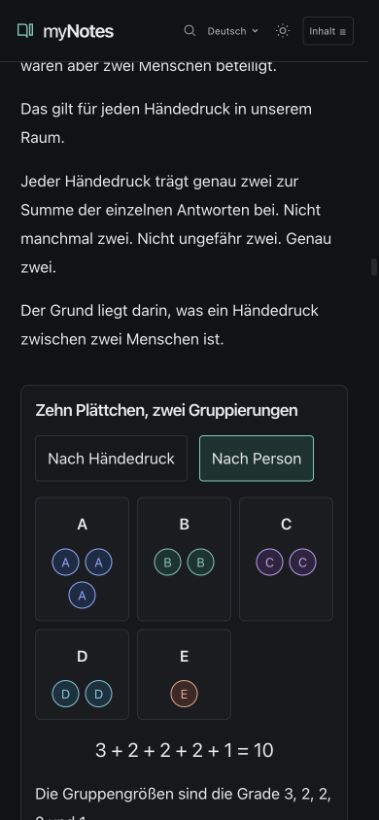 myNotes
Deutsch
Inhalt
waren aber zwei Menschen beteiligt.
Das gilt für jeden Händedruck in unserem
Raum.
Jeder Händedruck trägt genau zwei zur
Summe der einzelnen Antworten bei. Nicht
manchmal zwei. Nicht ungefähr zwei. Genau
zwei.
Der Grund liegt darin, was ein Händedruck
zwischen zwei Menschen ist.
Zehn Plättchen, zwei Gruppierungen
Nach Händedruck
Nach Person
A
B
C
A A
B B
C C
A
D
E
D D
E
3 + 2 + 2 + 2 + 1 = 10
Die Gruppengrößen sind die Grade 3, 2, 2,
2 und 1